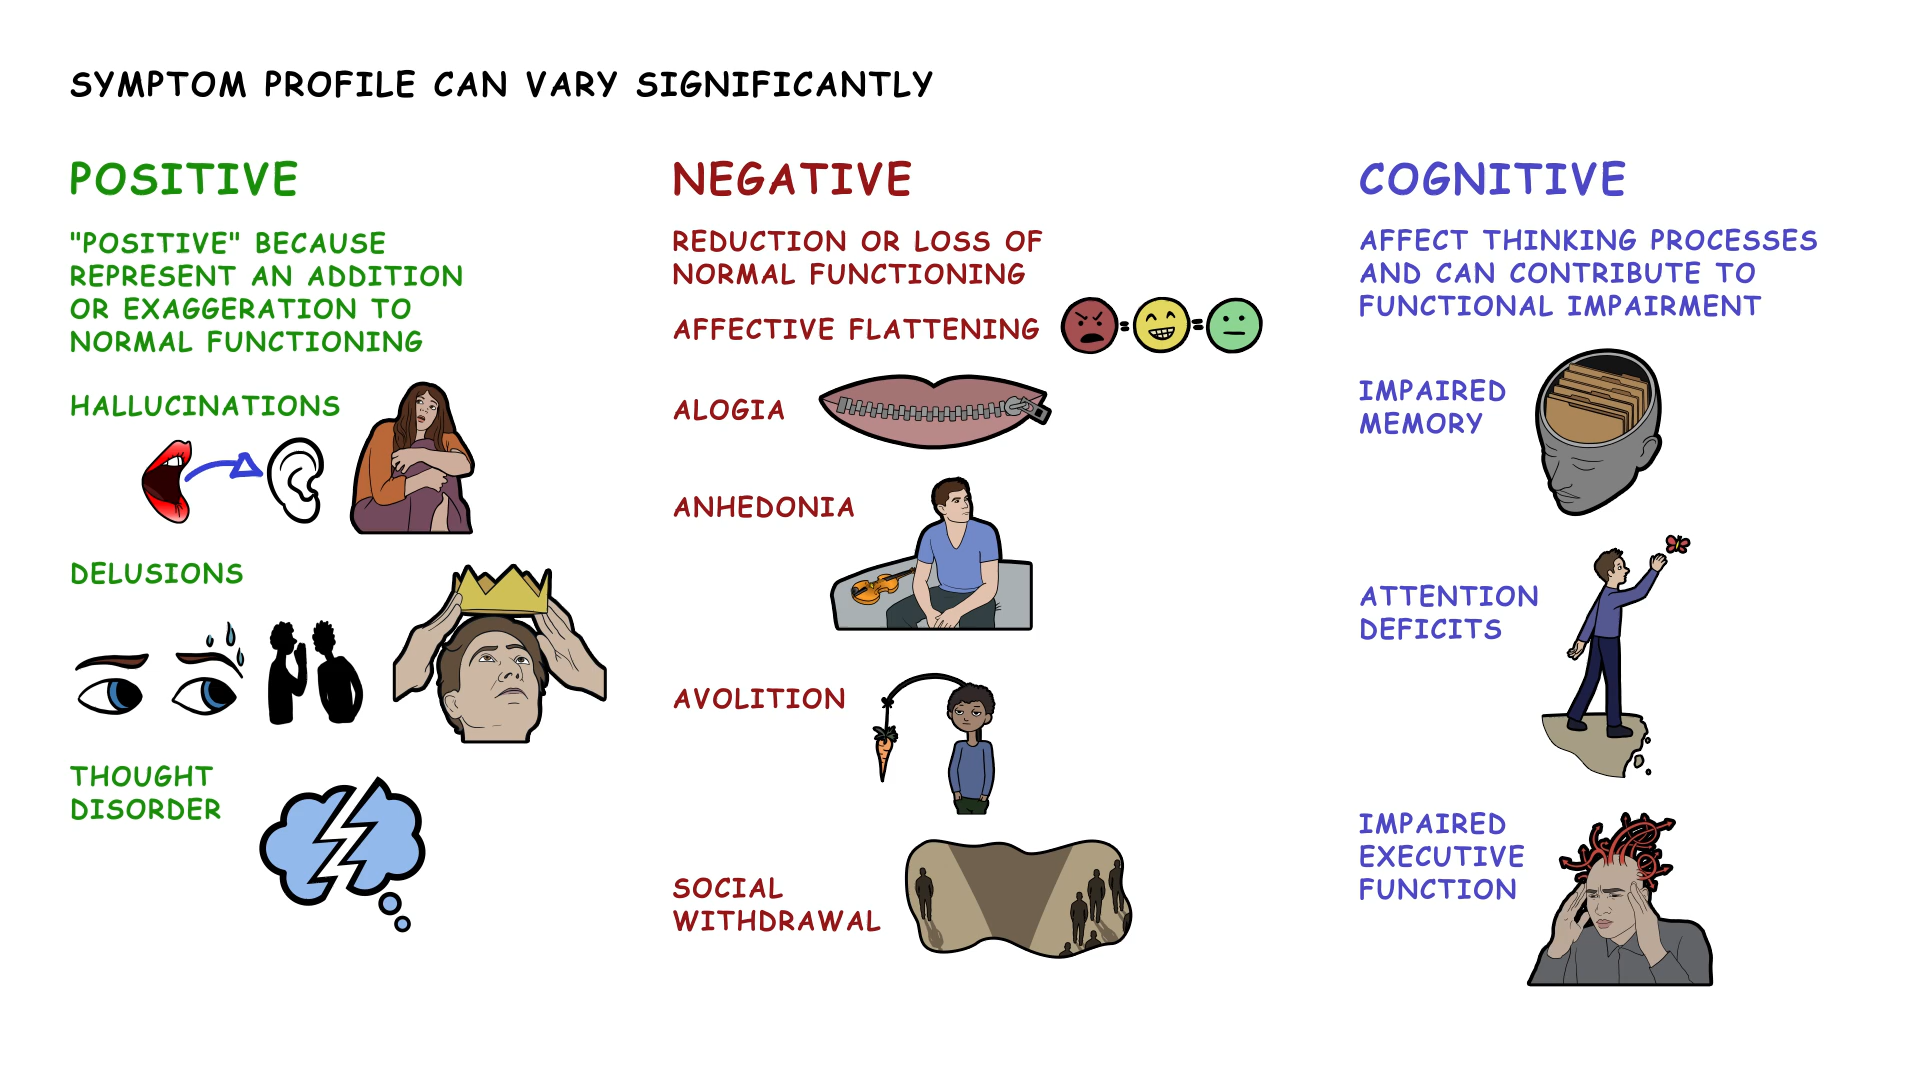 SYMPTOM PROFILE CAN VARY SIGNIFICANTLY
POSITIVE
"POSITIVE" BECAUSE
REPRESENT AN ADDITION
OR EXAGGERATION TO
NORMAL FUNCTIONING
HALLUCINATIONS
DELUSIONS
THOUGHT
DISORDER
NEGATIVE
REDUCTION OR LOSS OF
NORMAL FUNCTIONING
AFFECTIVE FLATTENING
ALOGIA
ANHEDONIA
AVOLITION
SOCIAL
WITHDRAWAL
COGNITIVE
AFFECT THINKING PROCESSES
AND CAN CONTRIBUTE TO
FUNCTIONAL IMPAIRMENT
IMPAIRED
MEMORY
ATTENTION
DEFICITS
IMPAIRED
EXECUTIVE
FUNCTION